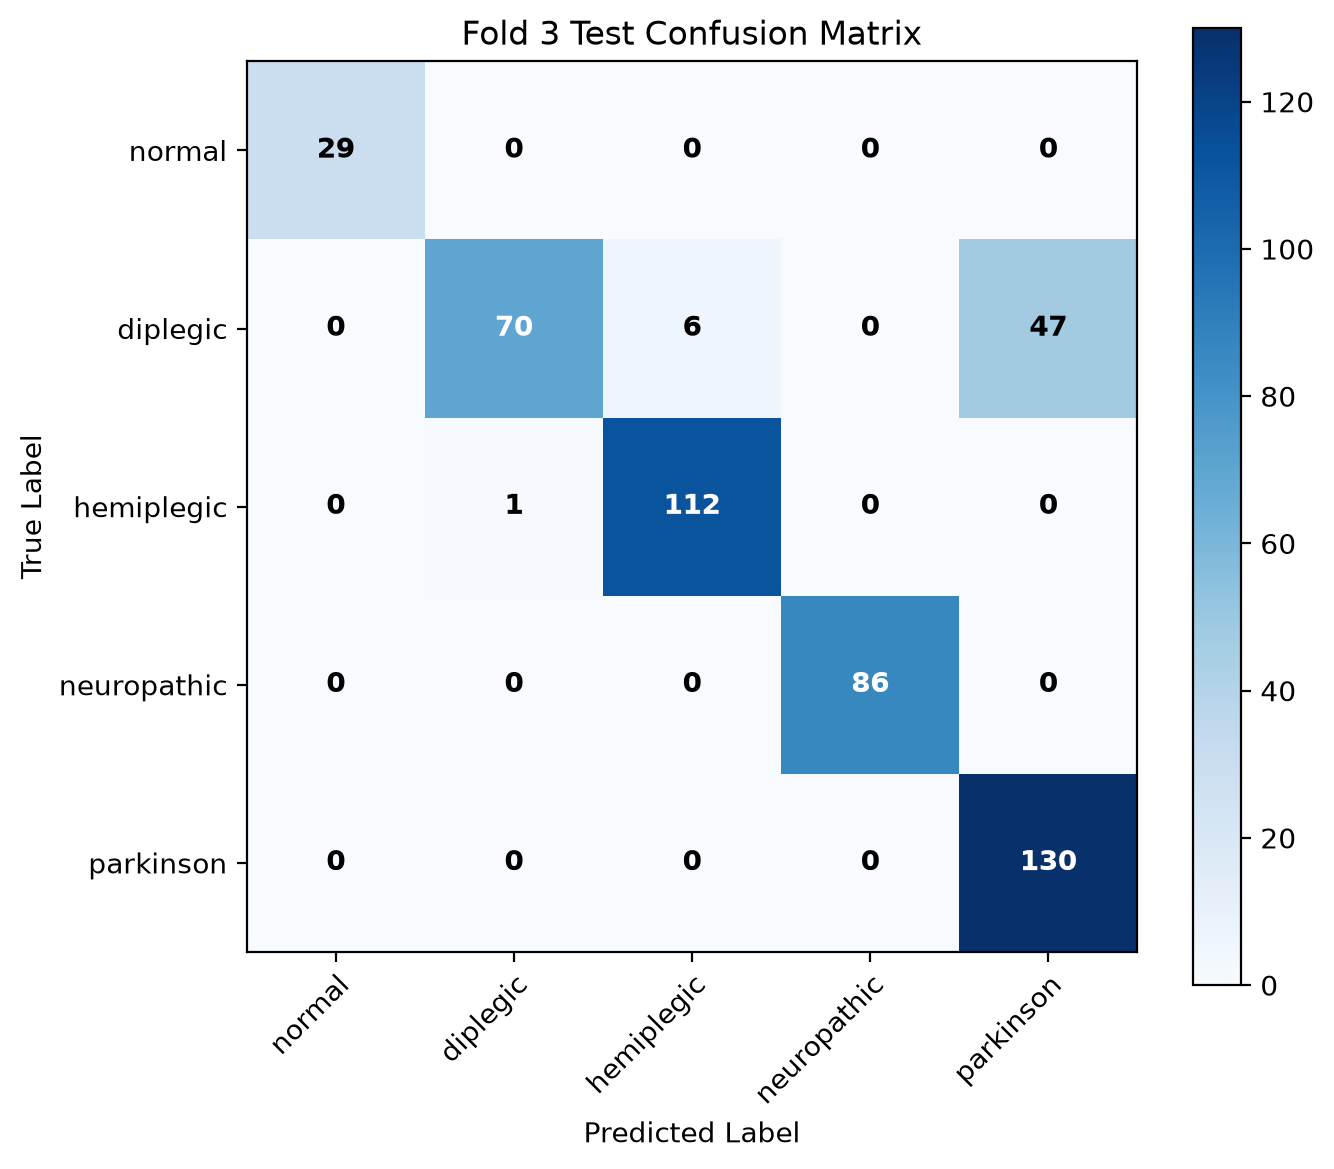 Fold 3 Test Confusion Matrix
True Label
normal 29 0 0 0 0
diplegic 0 70 6 0 47
hemiplegic 0 1 112 0 0
neuropathic 0 0 0 86 0
parkinson 0 0 0 0 130
normal diplegic hemiplegic neuropathic parkinson
Predicted Label
120
100
80
60
40
20
0